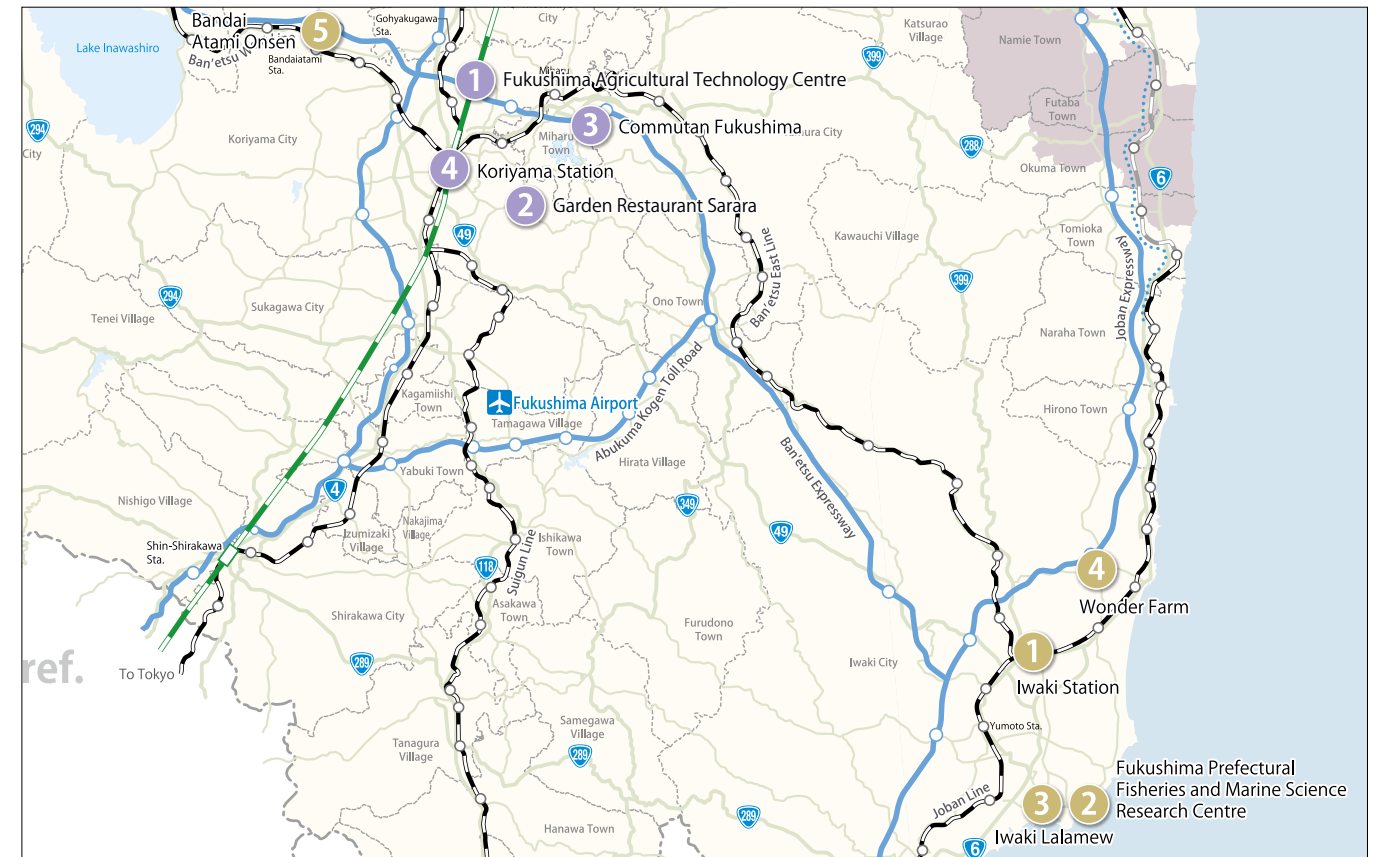 Bandai
Atami Onsen
5
Gohyakugawa
Sta.
City
Katsurao
Village
Namie Town
Lake Inawashiro
Ban'etsu W
Bandaiatami
Sta.
399
1
Fukushima Agricultural Technology Centre
Miharu
Futaba
Town
294
City
Koriyama City
3
Commutan Fukushima
Miharu
Town
ura City
288
Okuma Town
6
4
Koriyama Station
2
Garden Restaurant Sarara
49
Kawauchi Village
Tomioka
Town
Joban Expressway
399
294
Sukagawa City
Tenei Village
Ono Town
Ban'etsu East Line
Naraha Town
Kagamiishi
Town
Fukushima Airport
Tamagawa Village
Abukuma Kogen Toll Road
Hirono Town
Yabuki Town
Hirata Village
Ban'etsu Expressway
4
Nishigo Village
349
49
Shin-Shirakawa
Sta.
Izumizaki
Village
Nakajima
Village
Suigun Line
Ishikawa
Town
118
4
Wonder Farm
Shirakawa City
Asakawa
Town
Furudono
Town
ref.
To Tokyo
289
Iwaki City
1
Iwaki Station
Samegawa
Village
Yumoto Sta.
Tanagura
Village
289
Fukushima Prefectural
Fisheries and Marine Science
Research Centre
3
2
Joban Line
Iwaki Lalamew
289
Hanawa Town
6